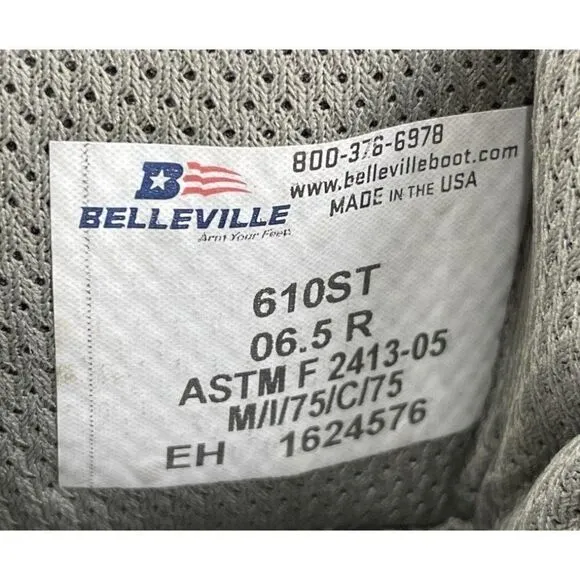 B
BELLEVILLE
Arm Your Feet
800-376-6978
www.bellevilleboot.com
MADE IN THE USA
610ST
06.5 R
ASTM F 2413-05
M/I/75/C/75
EH 1624576